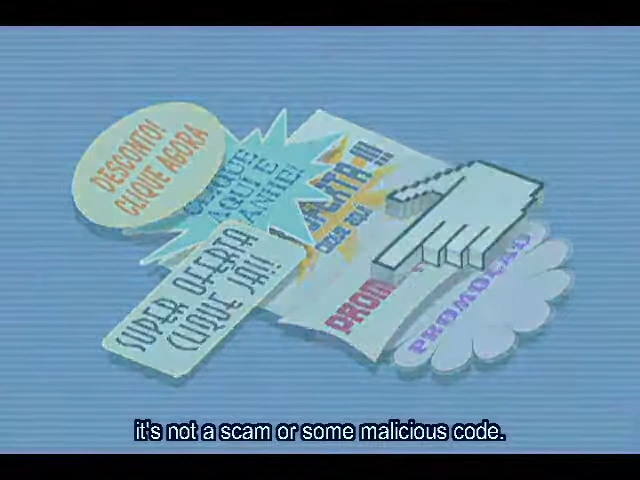 DESCONTO!
CLIQUE AGORA
CLIQUE
AQUI E
GANHE!
OFERTA !!!
SUPER OFERTA
CLIQUE JÁ!!
PROM
PROMOÇÃO
it's not a scam or some malicious code.